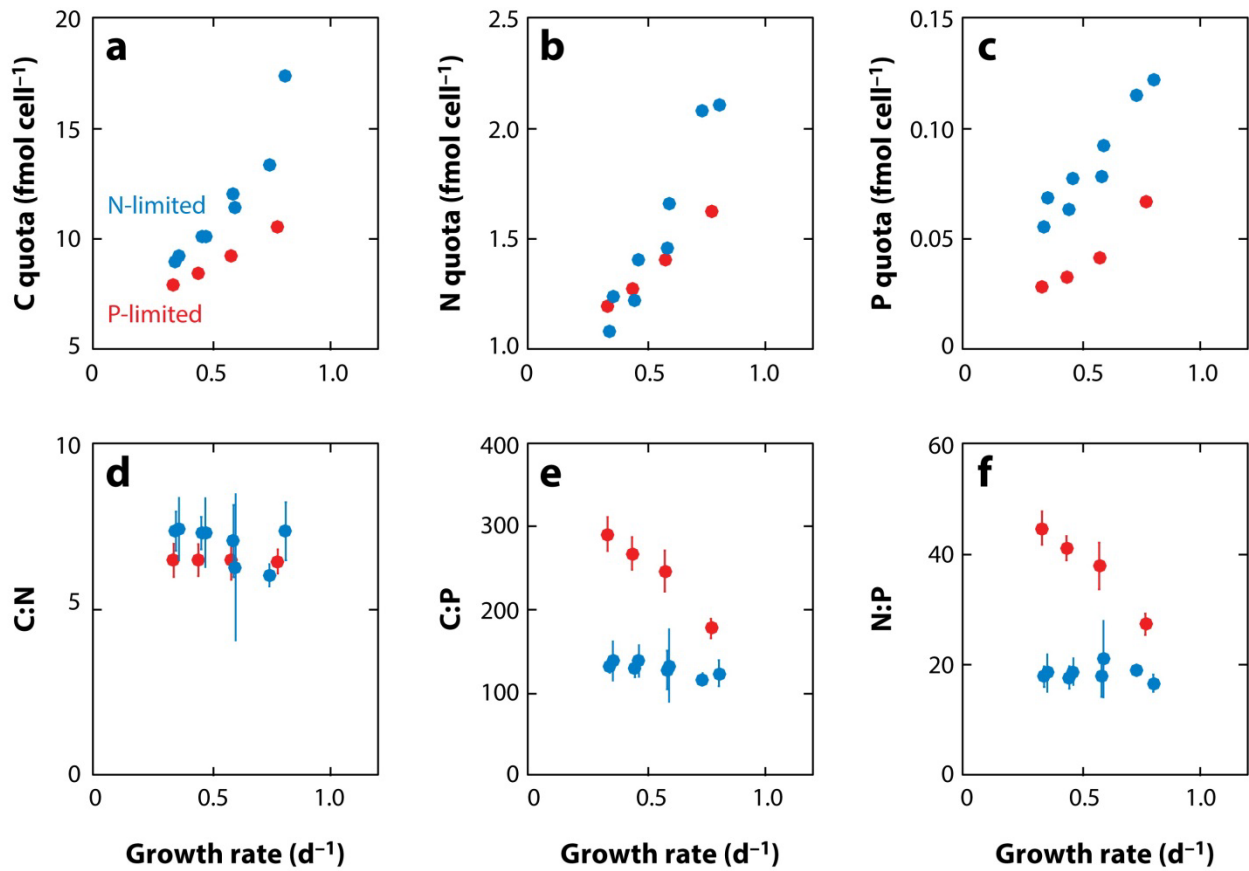 a
C quota (fmol cell⁻¹)
20
15
10
5
N-limited
P-limited
0
0.5
1.0
b
N quota (fmol cell⁻¹)
2.5
2.0
1.5
1.0
0
0.5
1.0
c
P quota (fmol cell⁻¹)
0.15
0.10
0.05
0
0
0.5
1.0
d
C:N
10
5
0
0
0.5
1.0
Growth rate (d⁻¹)
e
C:P
400
300
200
100
0
0
0.5
1.0
Growth rate (d⁻¹)
f
N:P
60
40
20
0
0
0.5
1.0
Growth rate (d⁻¹)